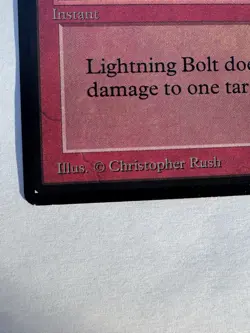 Instant
Lightning Bolt doe
damage to one tar
Illus. © Christopher Rush